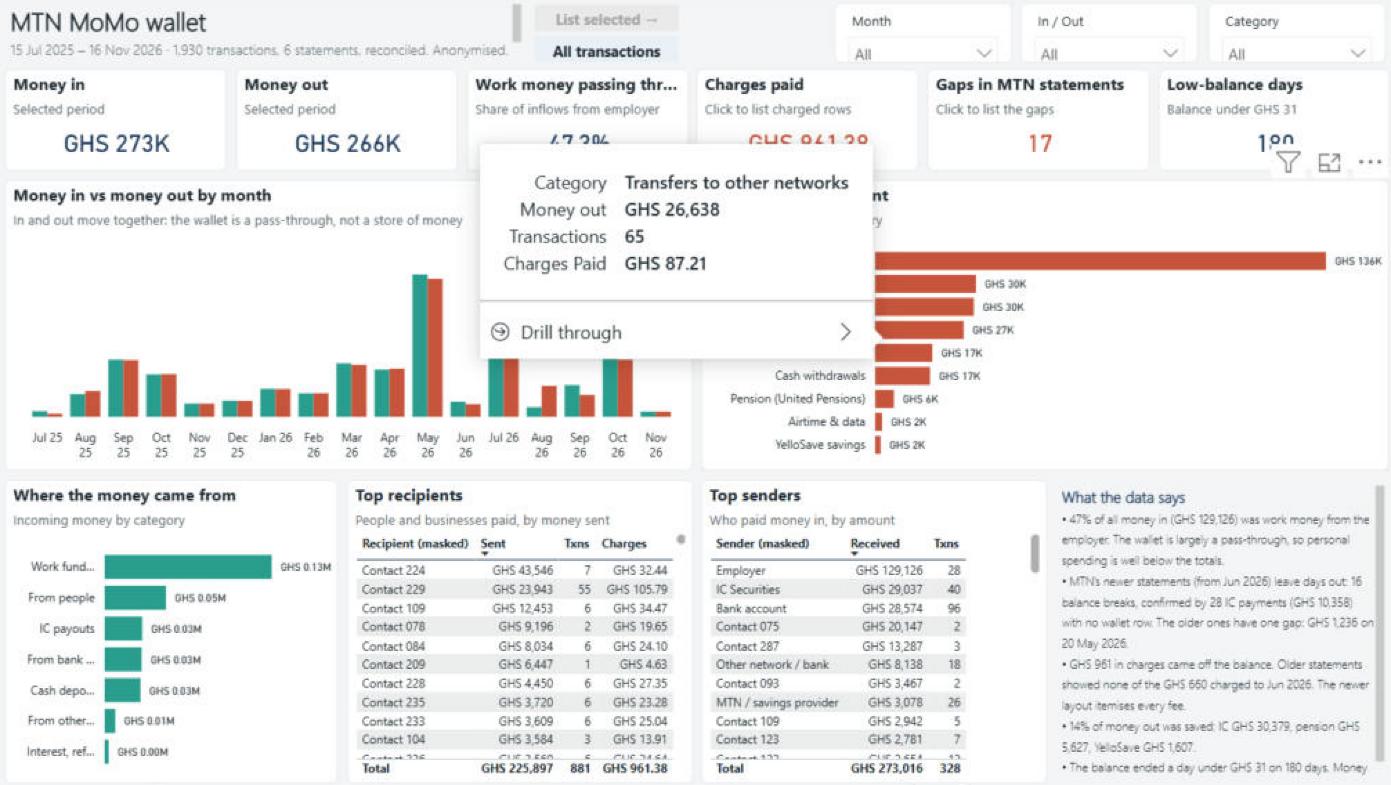 MTN MoMo wallet
15 Jul 2025 – 16 Nov 2026 · 1,930 transactions, 6 statements, reconciled. Anonymised.
List selected →
All transactions
Month
All
In / Out
All
Category
All
Money in
Selected period
GHS 273K
Money out
Selected period
GHS 266K
Work money passing thr...
Share of inflows from employer
47.3%
Charges paid
Click to list charged rows
GHS 961.38
Gaps in MTN statements
Click to list the gaps
17
Low-balance days
Balance under GHS 31
180
Money in vs money out by month
In and out move together: the wallet is a pass-through, not a store of money
Jul 25
Aug 25
Sep 25
Oct 25
Nov 25
Dec 25
Jan 26
Feb 26
Mar 26
Apr 26
May 26
Jun 26
Jul 26
Aug 26
Sep 26
Oct 26
Nov 26
Category Transfers to other networks
Money out GHS 26,638
Transactions 65
Charges Paid GHS 87.21
Drill through
GHS 136K
GHS 30K
GHS 30K
GHS 27K
GHS 17K
Cash withdrawals GHS 17K
Pension (United Pensions) GHS 6K
Airtime & data GHS 2K
YelloSave savings GHS 2K
Where the money came from
Incoming money by category
Work fund... GHS 0.13M
From people GHS 0.05M
IC payouts GHS 0.03M
From bank ... GHS 0.03M
Cash depo... GHS 0.03M
From other... GHS 0.01M
Interest, ref... GHS 0.00M
Top recipients
People and businesses paid, by money sent
Recipient (masked) Sent Txns Charges
Contact 224 GHS 43,546 7 GHS 32.44
Contact 229 GHS 23,943 55 GHS 105.79
Contact 109 GHS 12,453 6 GHS 34.47
Contact 078 GHS 9,196 2 GHS 19.65
Contact 084 GHS 8,034 6 GHS 24.10
Contact 209 GHS 6,447 1 GHS 4.63
Contact 228 GHS 4,450 6 GHS 27.35
Contact 235 GHS 3,720 6 GHS 23.28
Contact 233 GHS 3,609 6 GHS 25.04
Contact 104 GHS 3,584 3 GHS 13.91
Total GHS 225,897 881 GHS 961.38
Top senders
Who paid money in, by amount
Sender (masked) Received Txns
Employer GHS 129,126 28
IC Securities GHS 29,037 40
Bank account GHS 28,574 96
Contact 075 GHS 20,147 2
Contact 287 GHS 13,287 3
Other network / bank GHS 8,138 18
Contact 093 GHS 3,467 2
MTN / savings provider GHS 3,078 26
Contact 109 GHS 2,942 5
Contact 123 GHS 2,781 7
Total GHS 273,016 328
What the data says
• 47% of all money in (GHS 129,126) was work money from the
employer. The wallet is largely a pass-through, so personal
spending is well below the totals.
• MTN's newer statements (from Jun 2026) leave days out: 16
balance breaks, confirmed by 28 IC payments (GHS 10,358)
with no wallet row. The older ones have one gap: GHS 1,236 on
20 May 2026.
• GHS 961 in charges came off the balance. Older statements
showed none of the GHS 660 charged to Jun 2026. The newer
layout itemises every fee.
• 14% of money out was saved: IC GHS 30,379, pension GHS
5,627, YelloSave GHS 1,607.
• The balance ended a day under GHS 31 on 180 days. Money